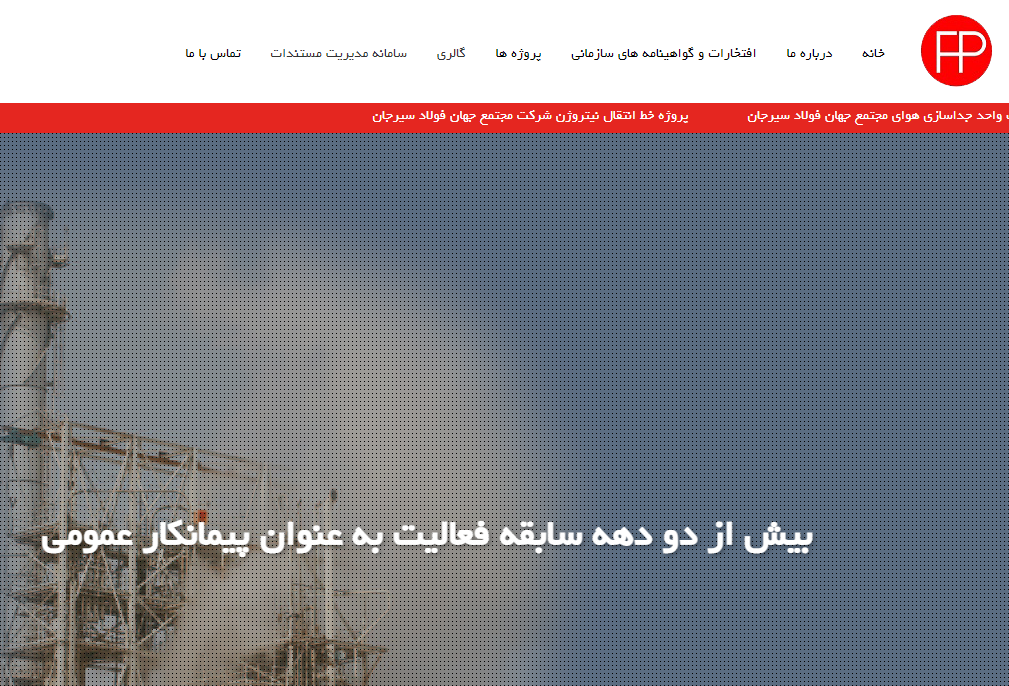 FP
خانه
درباره ما
افتخارات و گواهینامه های سازمانی
پروژه ها
گالری
سامانه مدیریت مستندات
تماس با ما
واحد جداسازی هوای مجتمع جهان فولاد سیرجان
پروژه خط انتقال نیتروژن شرکت مجتمع جهان فولاد سیرجان
بیش از دو دهه سابقه فعالیت به عنوان پیمانکار عمومی